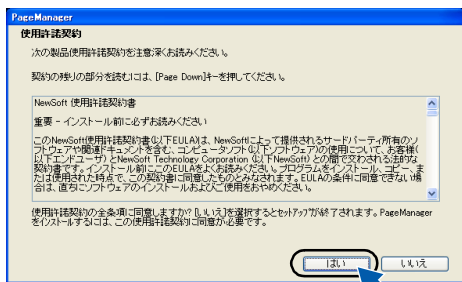 PageManager
使用許諾契約
次の製品使用許諾契約を注意深くお読みください。
契約の残りの部分を読むには、[Page Down]キーを押してください。
NewSoft 使用許諾契約書
重要 - インストール前に必ずお読みください
このNewSoft使用許諾契約書(以下EULA)は、NewSoftによって提供されるサードパーティ所有のソ
フトウェアや関連ドキュメントを含む、コンピュータソフト(以下ソフトウェア)の使用について、お客様(
以下エンドユーザ)とNewSoft Technology Corporation (以下NewSoft) との間で交わされる法的な
契約書です。インストール前にこのEULAをよくお読みください。プログラムをインストール、コピー、ま
たは使用された時点で、この契約書に同意したものとみなされます。EULAの条件に同意できない場
合は、直ちにソフトウェアのインストールおよびご使用をおやめください。
使用許諾契約の全条項に同意しますか? [いいえ]を選択するとセットアップが終了されます。PageManager
をインストールするには、この使用許諾契約に同意が必要です。
はい
いいえ